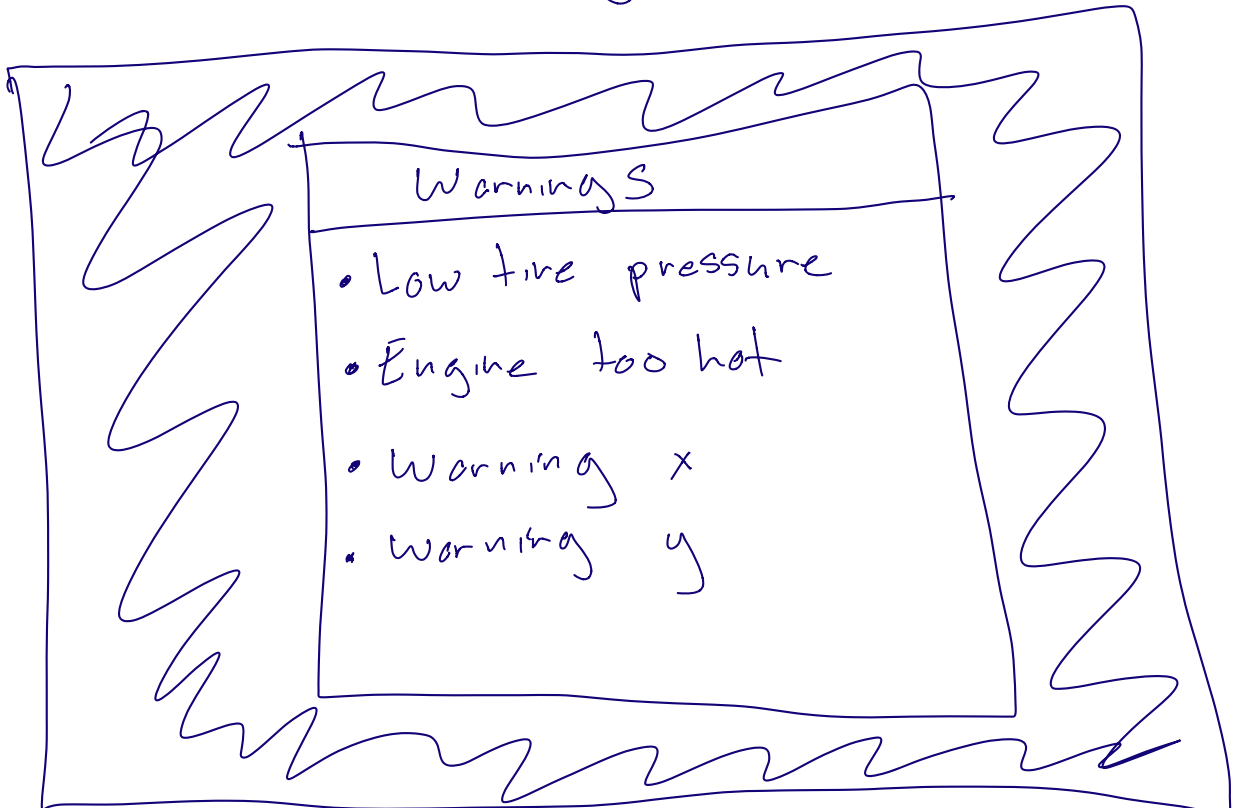 Warnings
• Low tire pressure
• Engine too hot
• Warning x
• Warning y